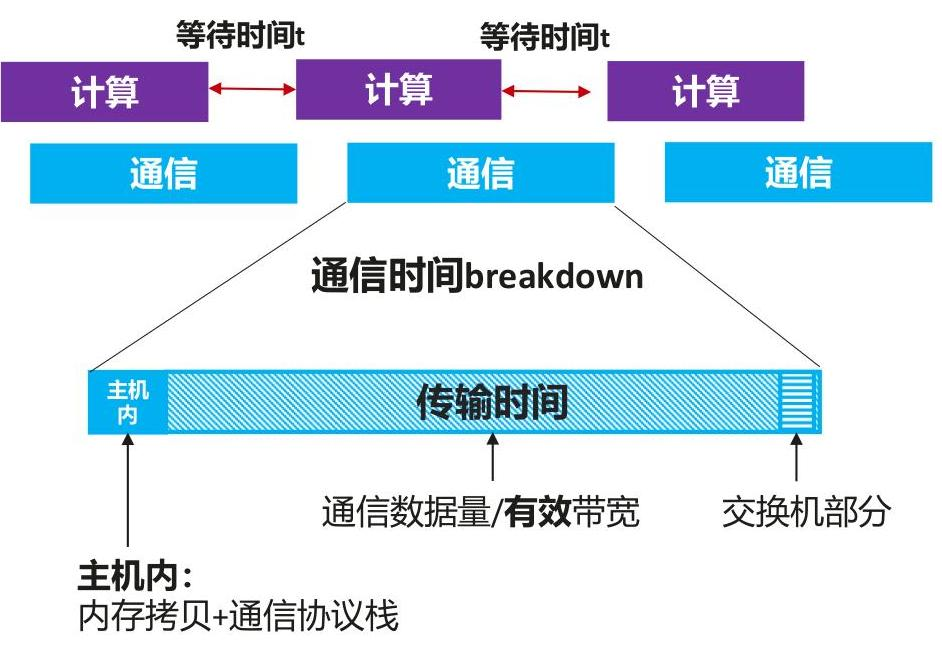 等待时间t
等待时间t
计算
计算
计算
通信
通信
通信
通信时间breakdown
主机
内
传输时间
通信数据量/有效带宽
交换机部分
主机内：
内存拷贝+通信协议栈